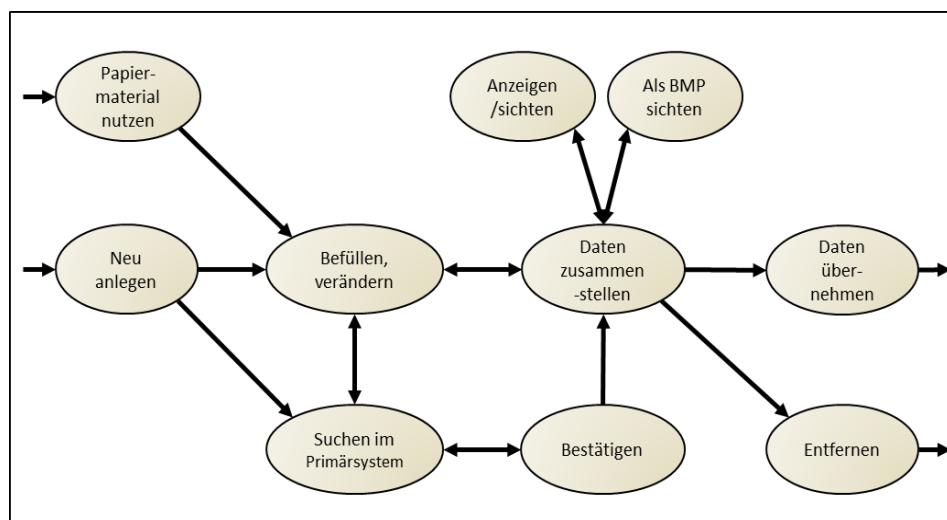 Papier-
material
nutzen
Anzeigen
/sichten
Als BMP
sichten
Neu
anlegen
Befüllen,
verändern
Daten
zusammen
-stellen
Daten
über-
nehmen
Suchen im
Primärsystem
Bestätigen
Entfernen